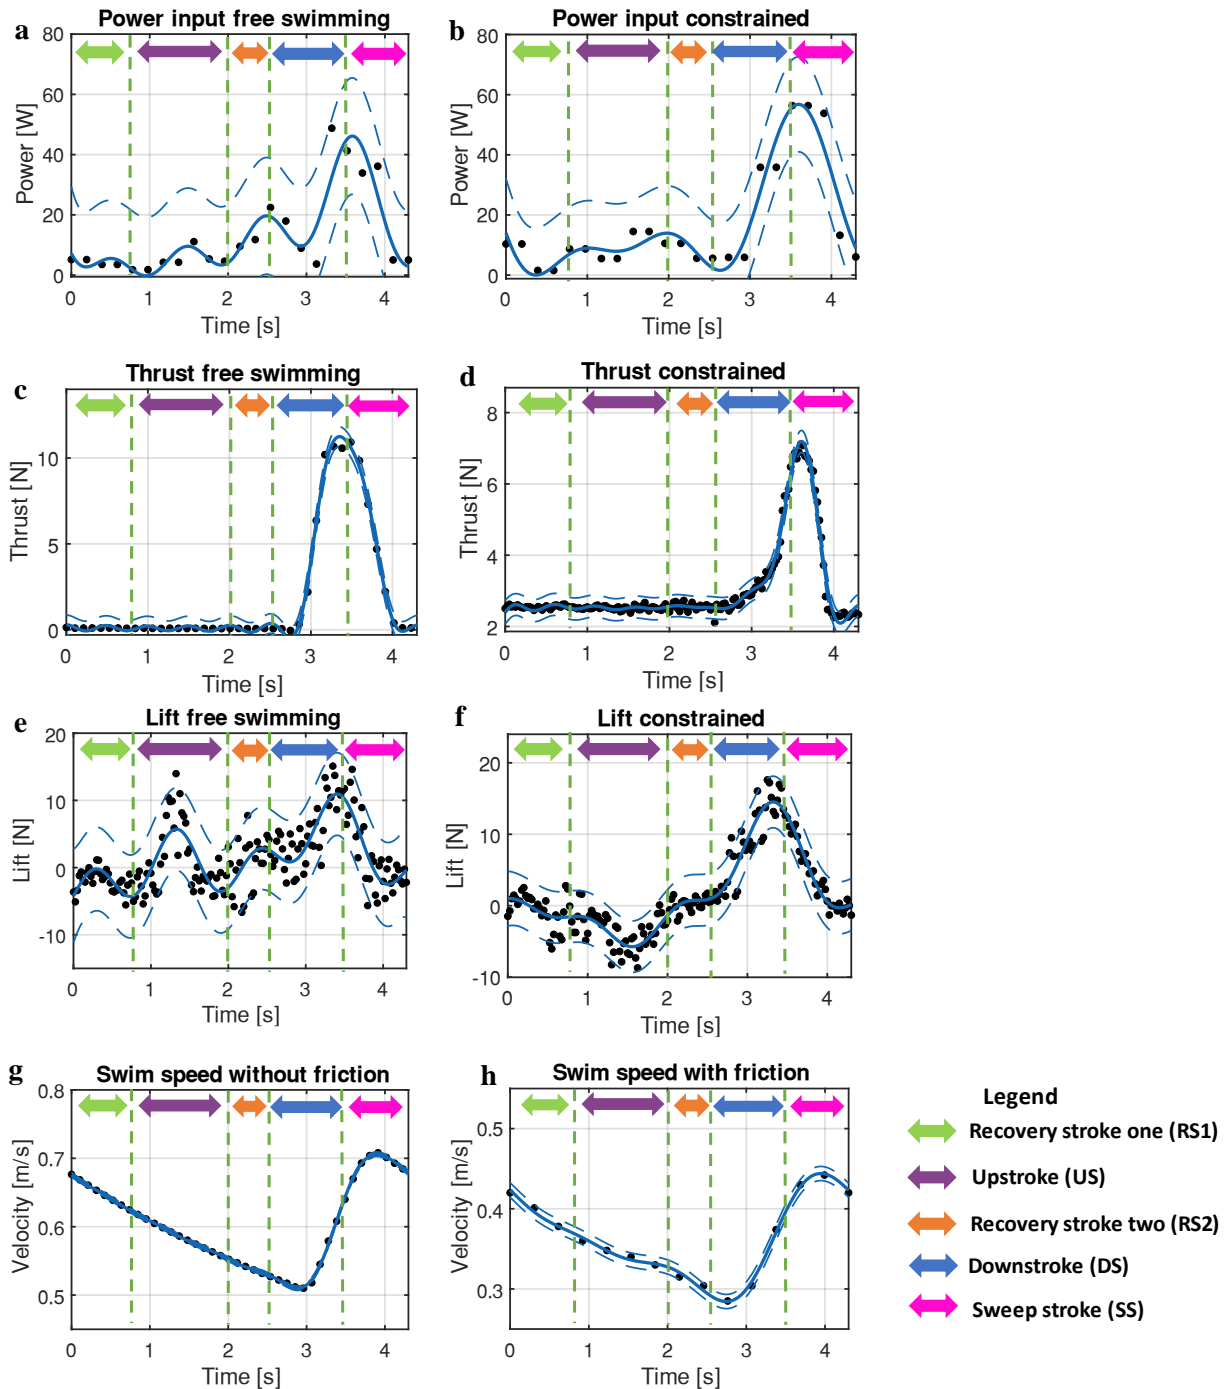 a
Power input free swimming
80
60
40
20
0
Power [W]
0 1 2 3 4
Time [s]
b
Power input constrained
80
60
40
20
0
Power [W]
0 1 2 3 4
Time [s]
c
Thrust free swimming
10
5
0
Thrust [N]
0 1 2 3 4
Time [s]
d
Thrust constrained
8
6
4
2
Thrust [N]
0 1 2 3 4
Time [s]
e
Lift free swimming
20
10
0
-10
Lift [N]
0 1 2 3 4
Time [s]
f
Lift constrained
20
10
0
-10
Lift [N]
0 1 2 3 4
Time [s]
g
Swim speed without friction
0.8
0.7
0.6
0.5
Velocity [m/s]
0 1 2 3 4
Time [s]
h
Swim speed with friction
0.5
0.4
0.3
Velocity [m/s]
0 1 2 3 4
Time [s]
Legend
Recovery stroke one (RS1)
Upstroke (US)
Recovery stroke two (RS2)
Downstroke (DS)
Sweep stroke (SS)